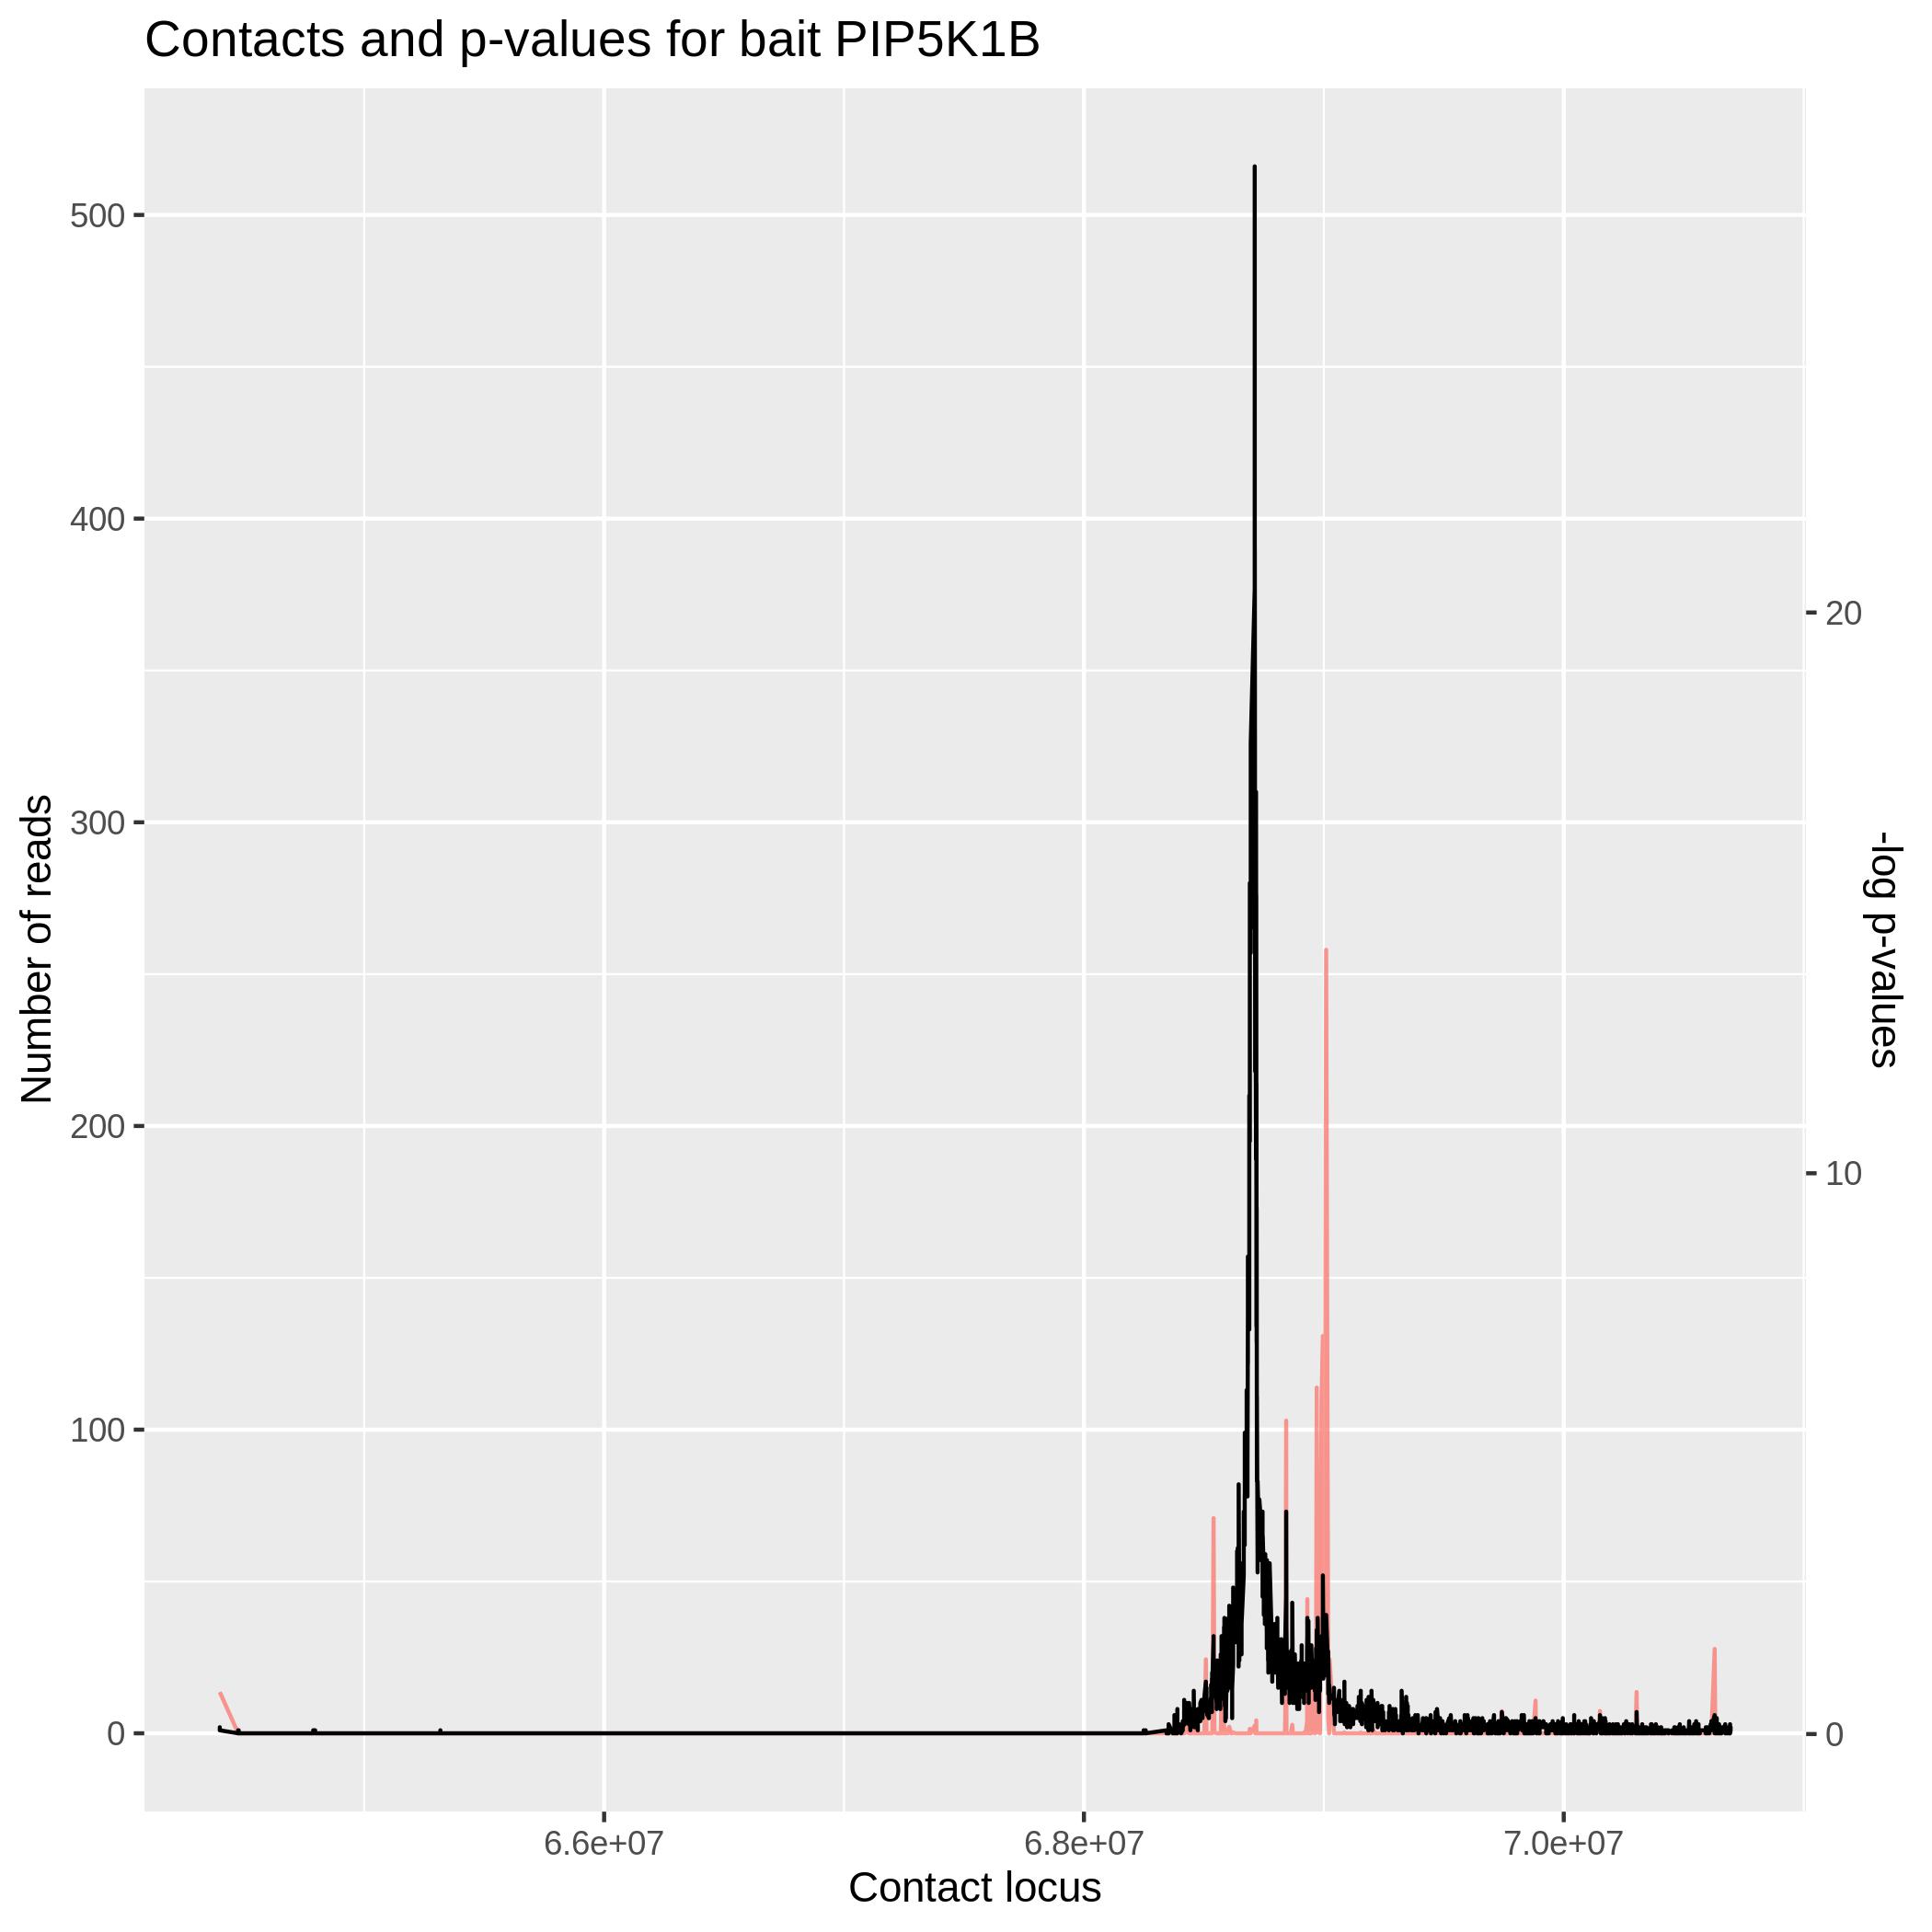 Contacts and p-values for bait PIP5K1B
Number of reads
500
400
300
200
100
0
20
10
0
-log p-values
6.6e+07
6.8e+07
7.0e+07
Contact locus